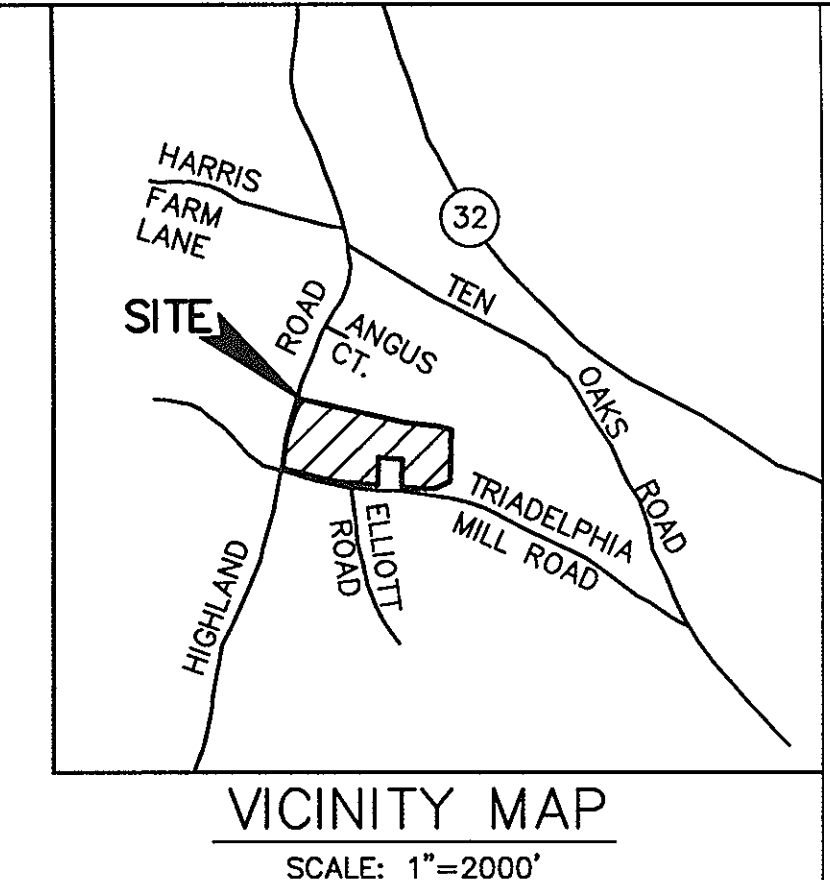 HARRIS
FARM
LANE
32
TEN
OAKS
ROAD
SITE
ROAD
ANGUS
CT.
TRIADELPHIA
MILL ROAD
ELLIOTT
ROAD
HIGHLAND
VICINITY MAP
SCALE: 1"=2000'